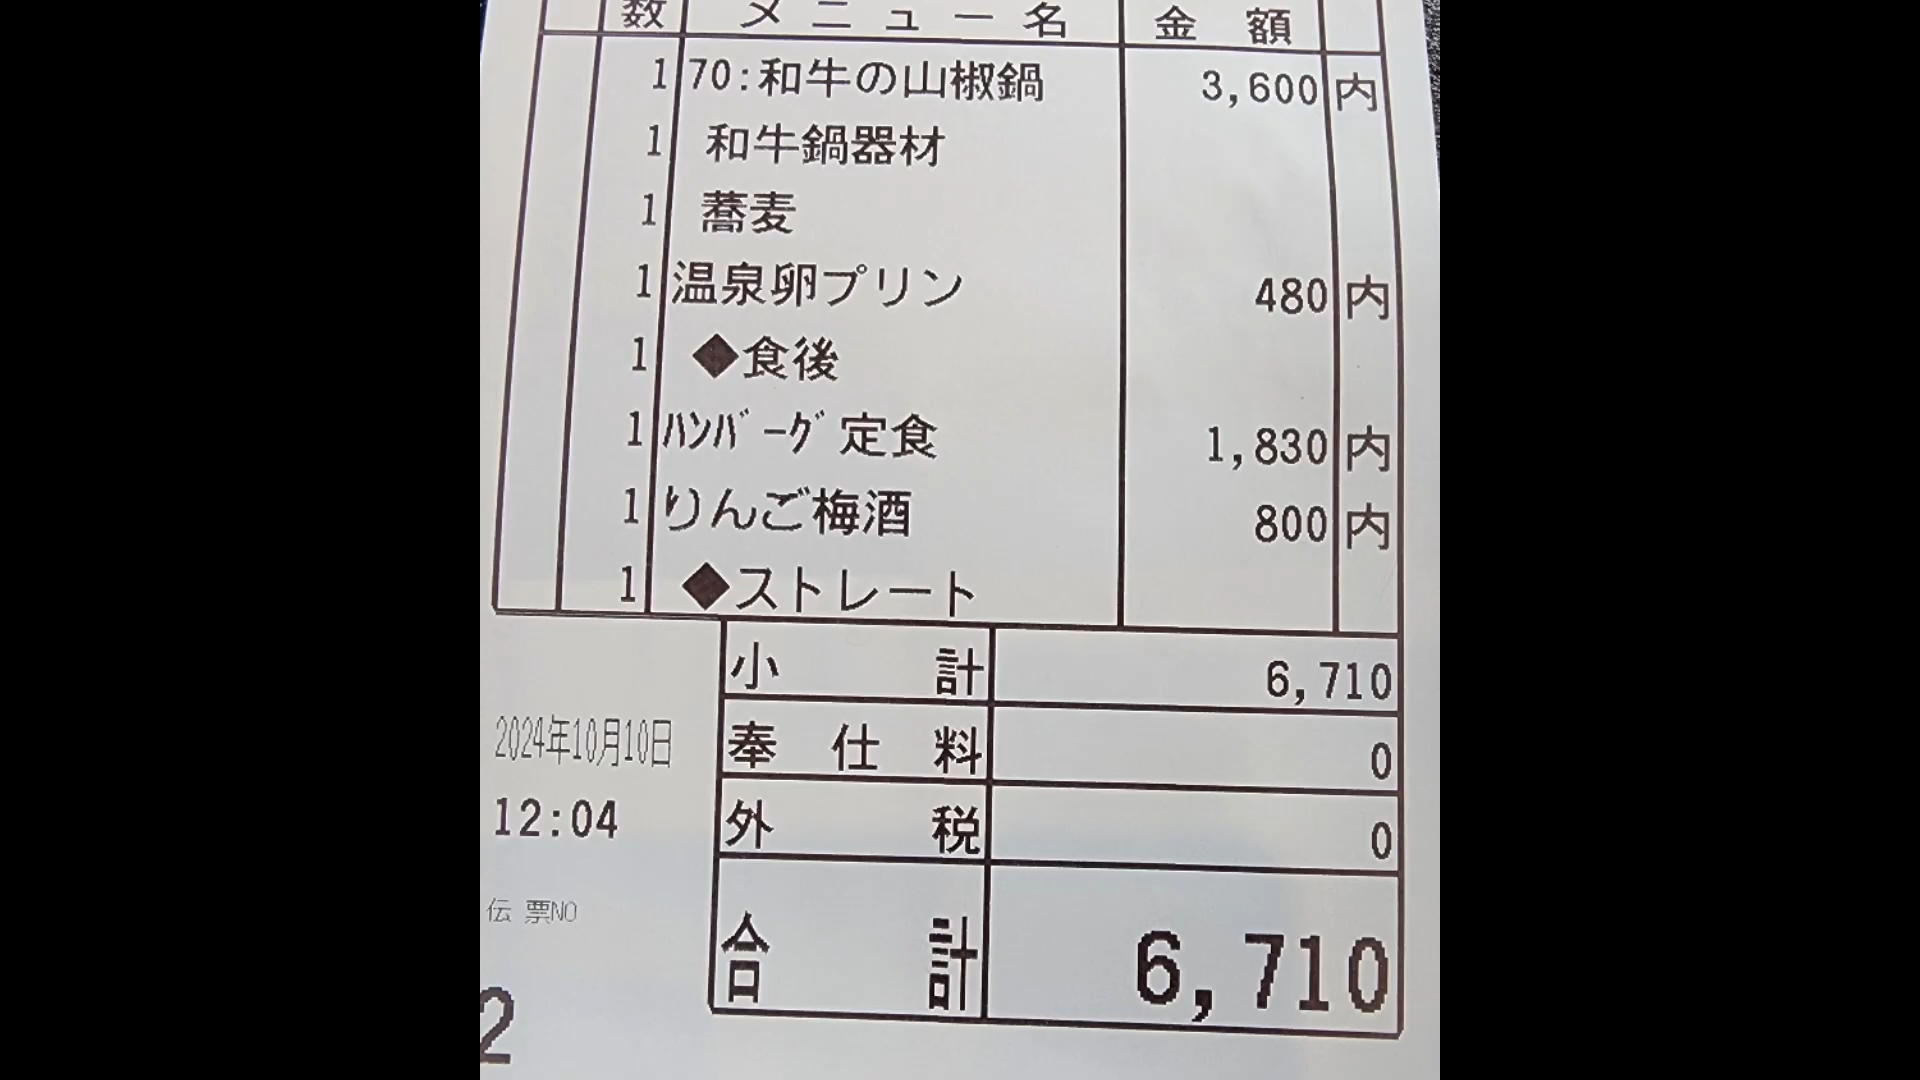 数 メニュー名 金額
1 70:和牛の山椒鍋 3,600 内
1 和牛鍋器材
1 蕎麦
1 温泉卵プリン 480 内
1 ◆食後
1 ﾊﾝﾊﾞｰｸﾞ定食 1,830 内
1 りんご梅酒 800 内
1 ◆ストレート
小計 6,710
2024年10月10日 奉仕料 0
12:04 外税 0
伝票NO
合計 6,710
2